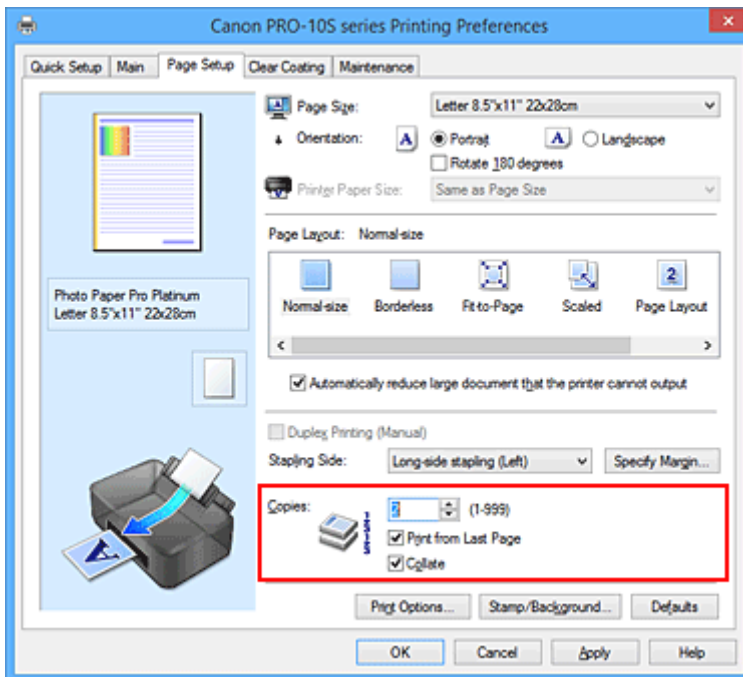 Canon PRO-10S series Printing Preferences
Quick Setup Main Page Setup Clear Coating Maintenance
Page Size: Letter 8.5"x11" 22x28cm
Orientation: A Portrait A Landscape
Rotate 180 degrees
Printer Paper Size: Same as Page Size
Page Layout: Normal-size
2
Normal-size Borderless Fit-to-Page Scaled Page Layout
Photo Paper Pro Platinum
Letter 8.5"x11" 22x28cm
Automatically reduce large document that the printer cannot output
Duplex Printing (Manual)
Stapling Side: Long-side stapling (Left) Specify Margin...
Copies: 2 (1-999)
Print from Last Page
Collate
A
Print Options... Stamp/Background... Defaults
OK Cancel Apply Help